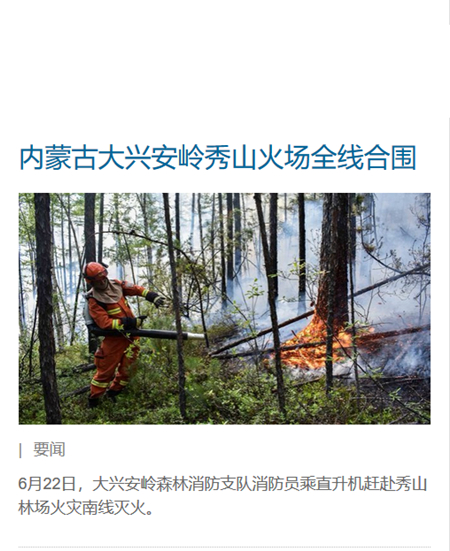 内蒙古大兴安岭秀山火场全线合围
| 要闻
6月22日，大兴安岭森林消防支队消防员乘直升机赶赴秀山
林场火灾南线灭火。